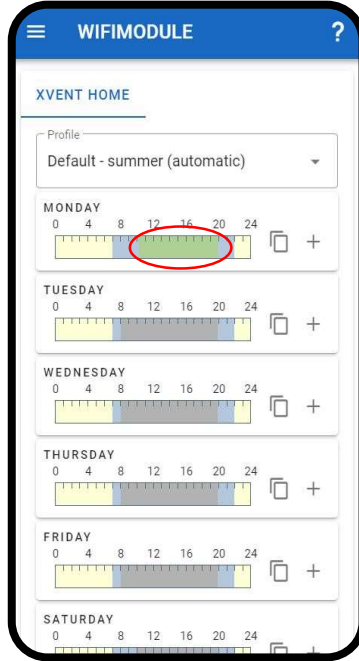 WIFIMODULE ?
XVENT HOME
Profile
Default - summer (automatic)
MONDAY
0 4 8 12 16 20 24
TUESDAY
0 4 8 12 16 20 24
WEDNESDAY
0 4 8 12 16 20 24
THURSDAY
0 4 8 12 16 20 24
FRIDAY
0 4 8 12 16 20 24
SATURDAY
0 4 8 12 16 20 24